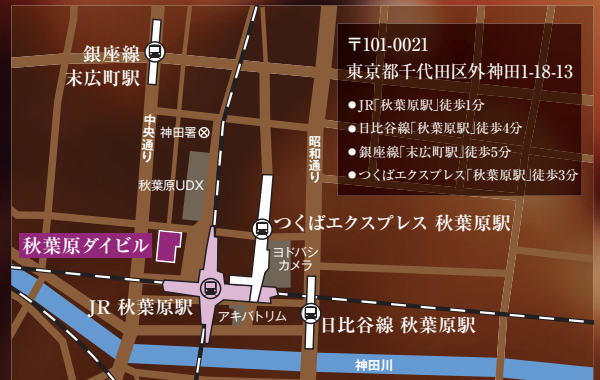 〒101-0021
東京都千代田区外神田1-18-13
●JR「秋葉原駅」徒歩1分
●日比谷線「秋葉原駅」徒歩4分
●銀座線「末広町駅」徒歩5分
●つくばエクスプレス「秋葉原駅」徒歩3分
銀座線
末広町駅
中央通り
神田署
昭和通り
秋葉原UDX
つくばエクスプレス 秋葉原駅
秋葉原ダイビル
ヨドバシ
カメラ
JR 秋葉原駅
アキバトリム
日比谷線 秋葉原駅
神田川